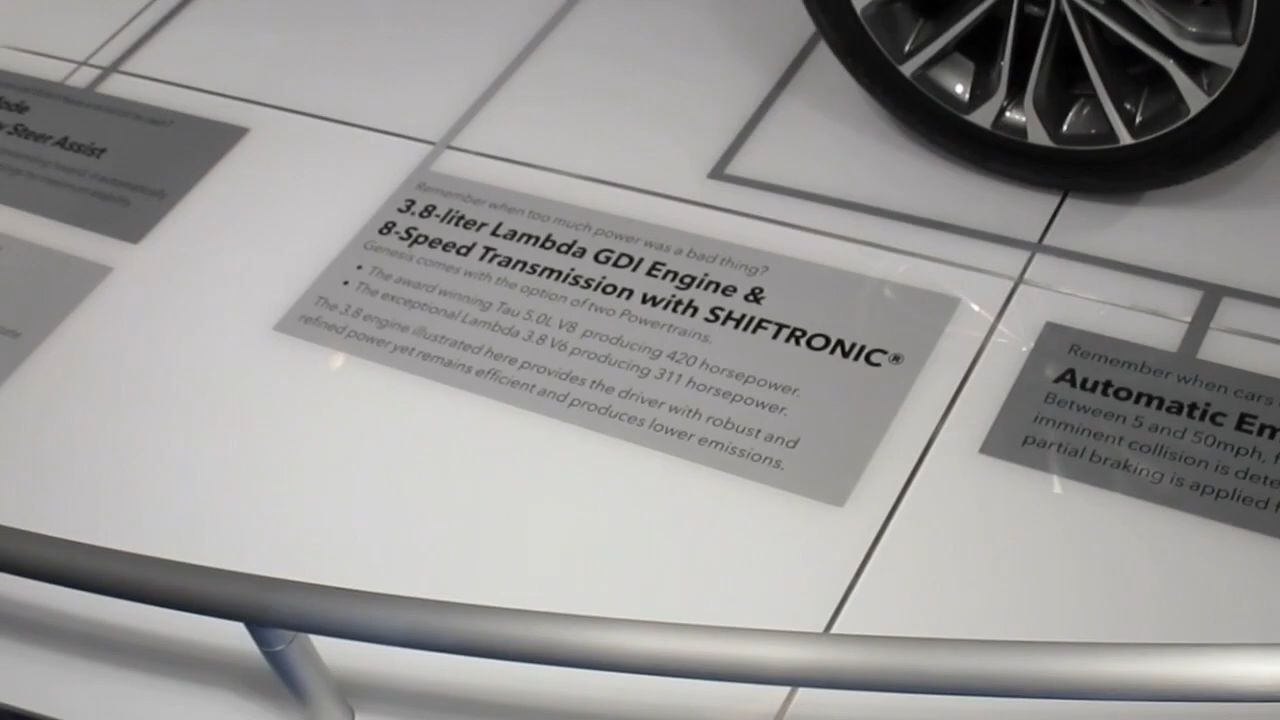 Mode
Steer Assist
Remember when too much power was a bad thing?
3.8-liter Lambda GDI Engine &
8-Speed Transmission with SHIFTRONIC®
Genesis comes with the option of two Powertrains.
• The award winning Tau 5.0L V8 producing 420 horsepower.
• The exceptional Lambda 3.8 V6 producing 311 horsepower.
The 3.8 engine illustrated here provides the driver with robust and
refined power yet remains efficient and produces lower emissions.
Remember when cars
Automatic Em
Between 5 and 50mph, 
imminent collision is dete
partial braking is applied